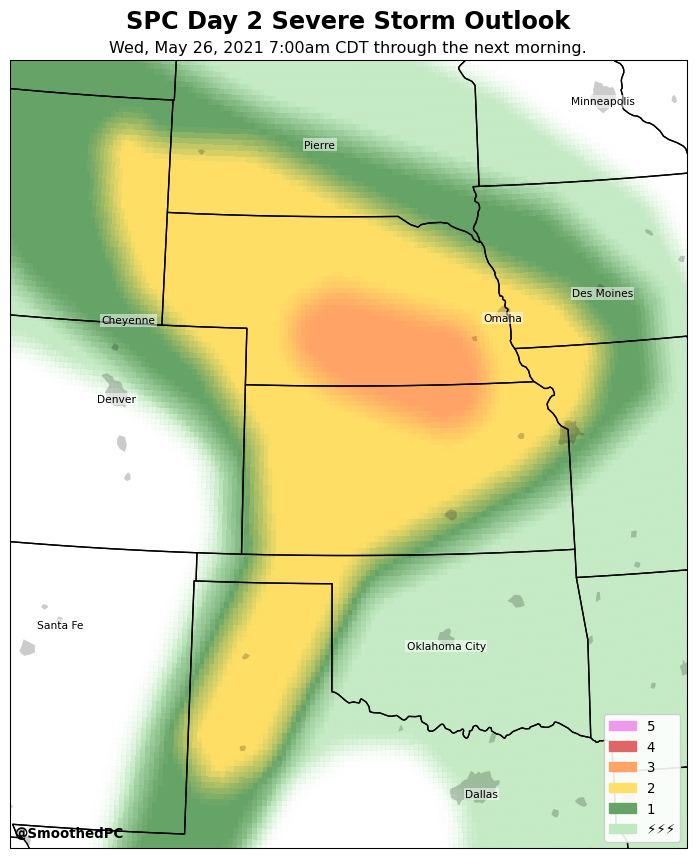 SPC Day 2 Severe Storm Outlook
Wed, May 26, 2021 7:00am CDT through the next morning.
Minneapolis
Pierre
Des Moines
Omaha
Cheyenne
Denver
Santa Fe
Oklahoma City
Dallas
5
4
3
2
1
⚡⚡⚡
@SmoothedPC